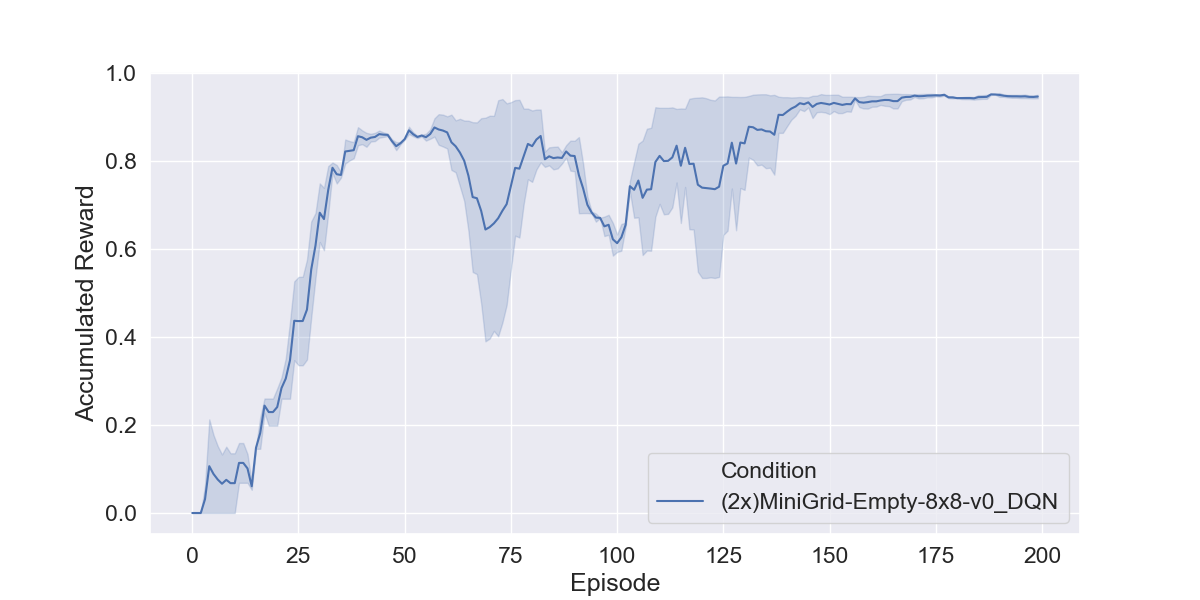 1.0
0.8
0.6
0.4
0.2
0.0
Accumulated Reward
0 25 50 75 100 125 150 175 200
Episode
Condition
(2x)MiniGrid-Empty-8x8-v0_DQN